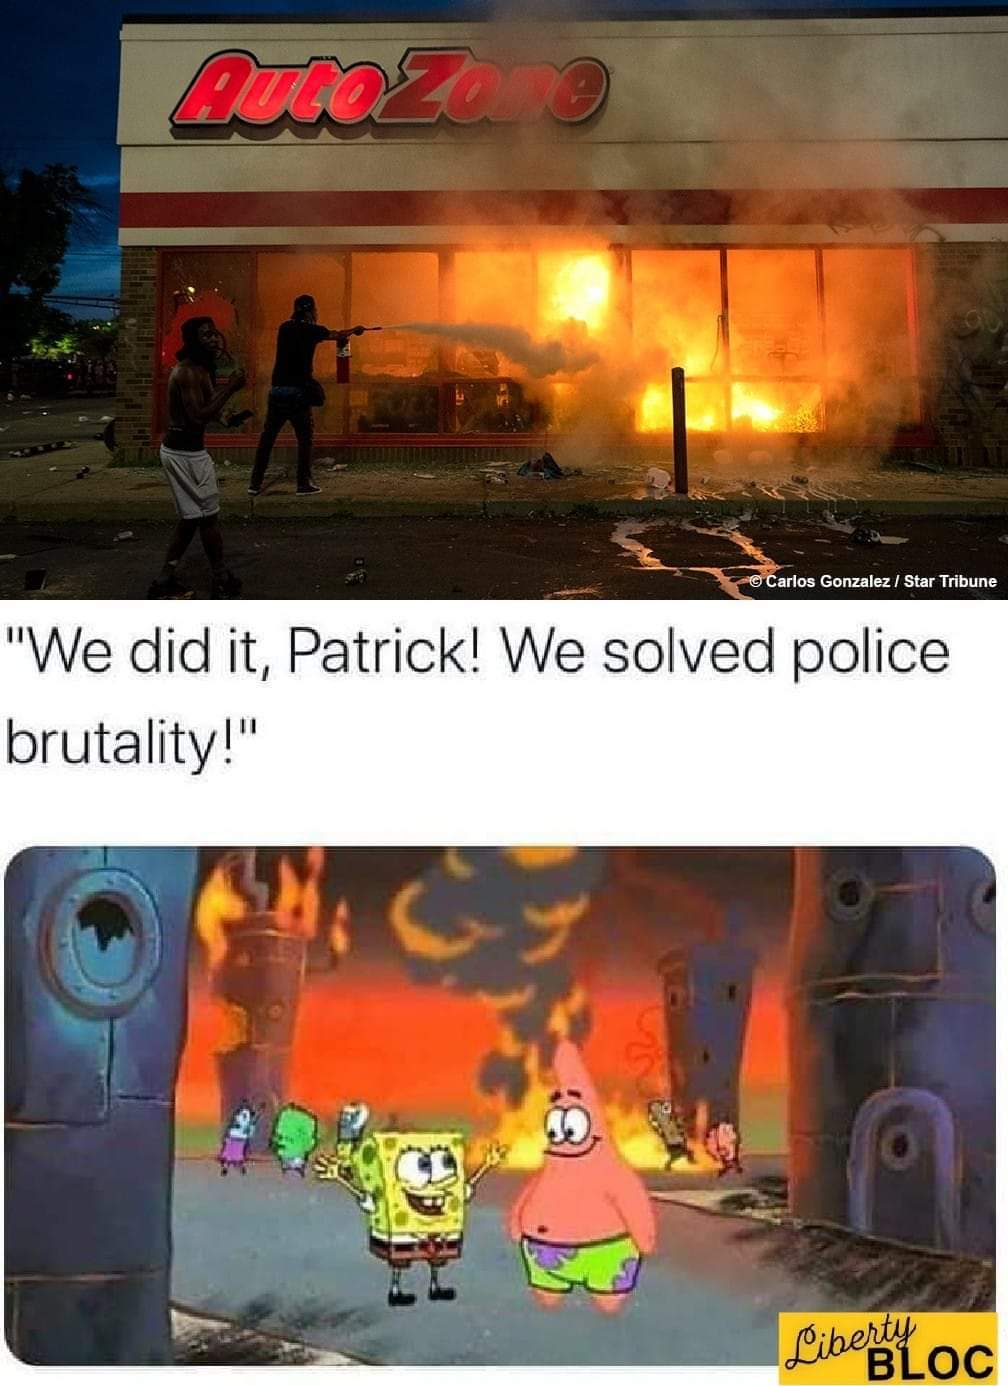 AutoZone
© Carlos Gonzalez / Star Tribune
"We did it, Patrick! We solved police
brutality!"
Liberty
BLOC